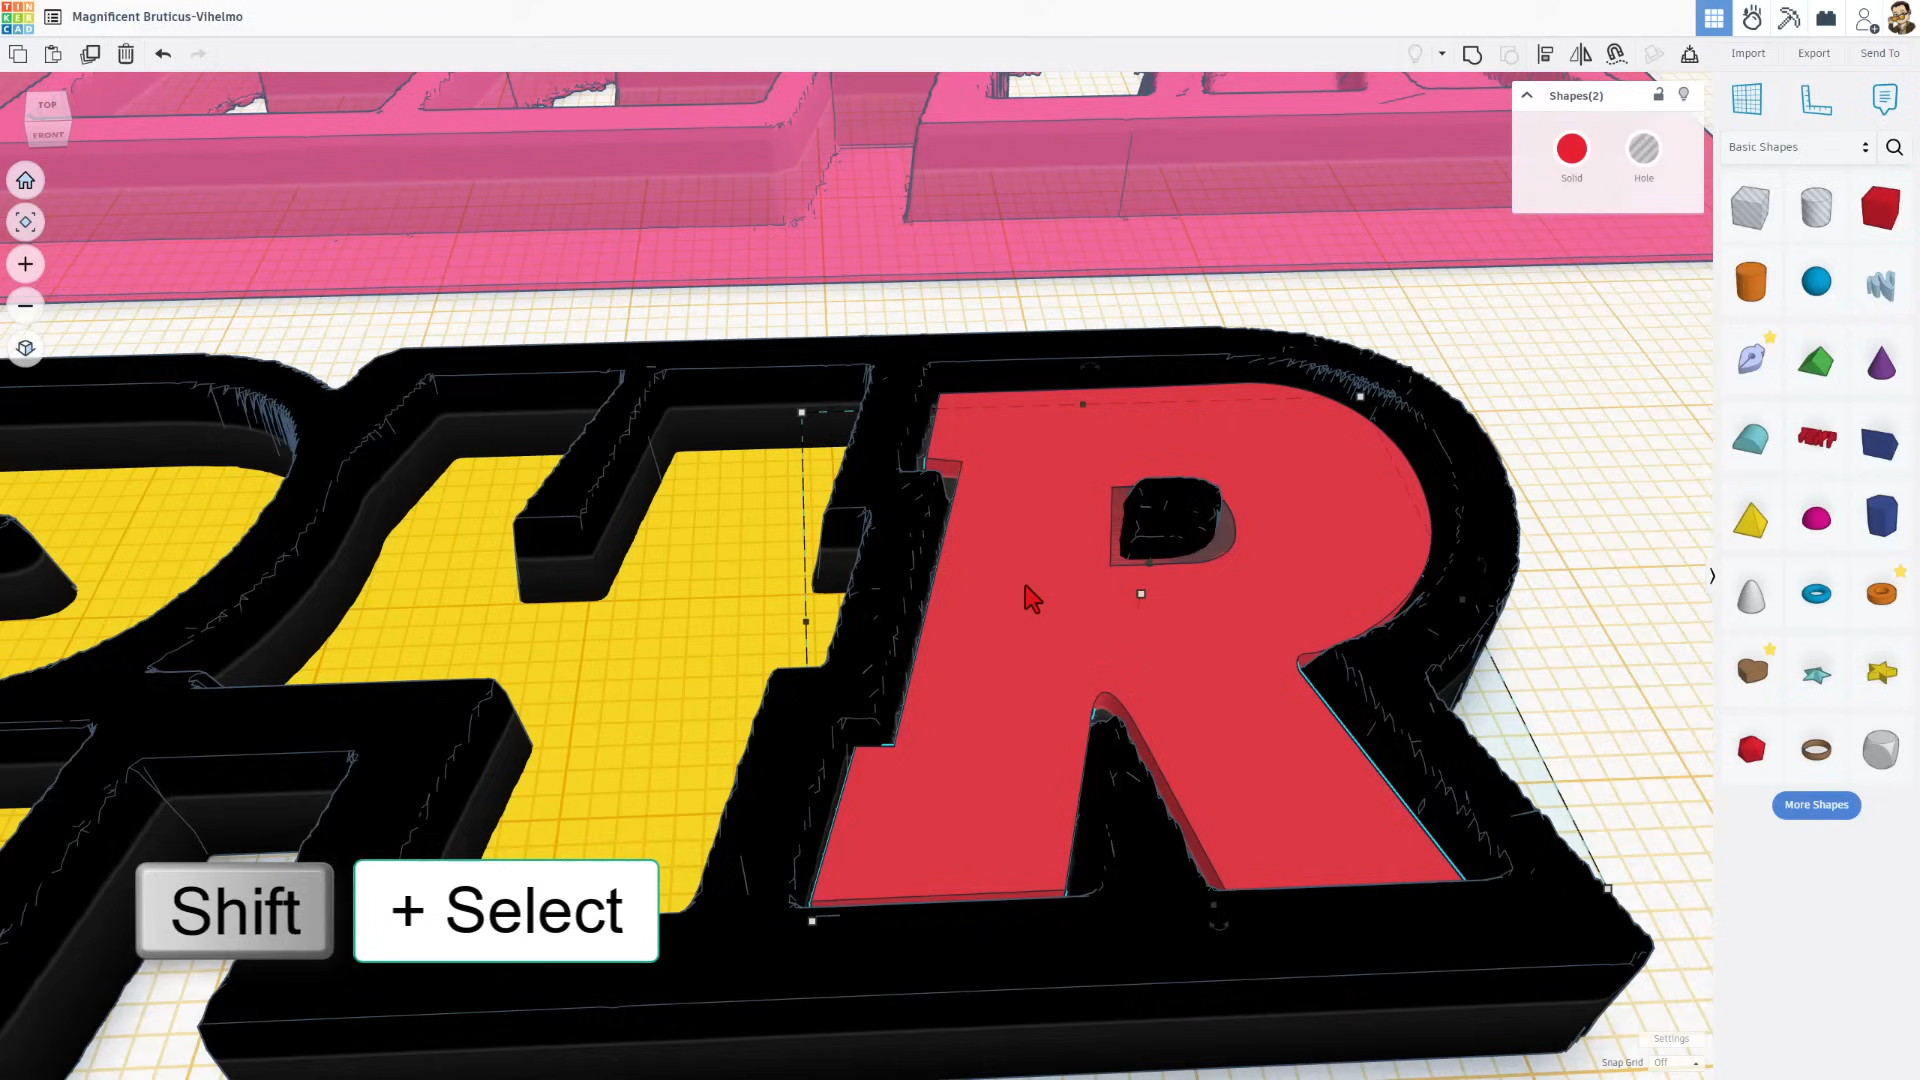 TIN
KER
CAD
Magnificent Bruticus-Vihelmo
Import
Export
Send To
TOP
FRONT
Shapes(2)
Solid
Hole
Basic Shapes
More Shapes
Shift
+ Select
Settings
Snap Grid
Off